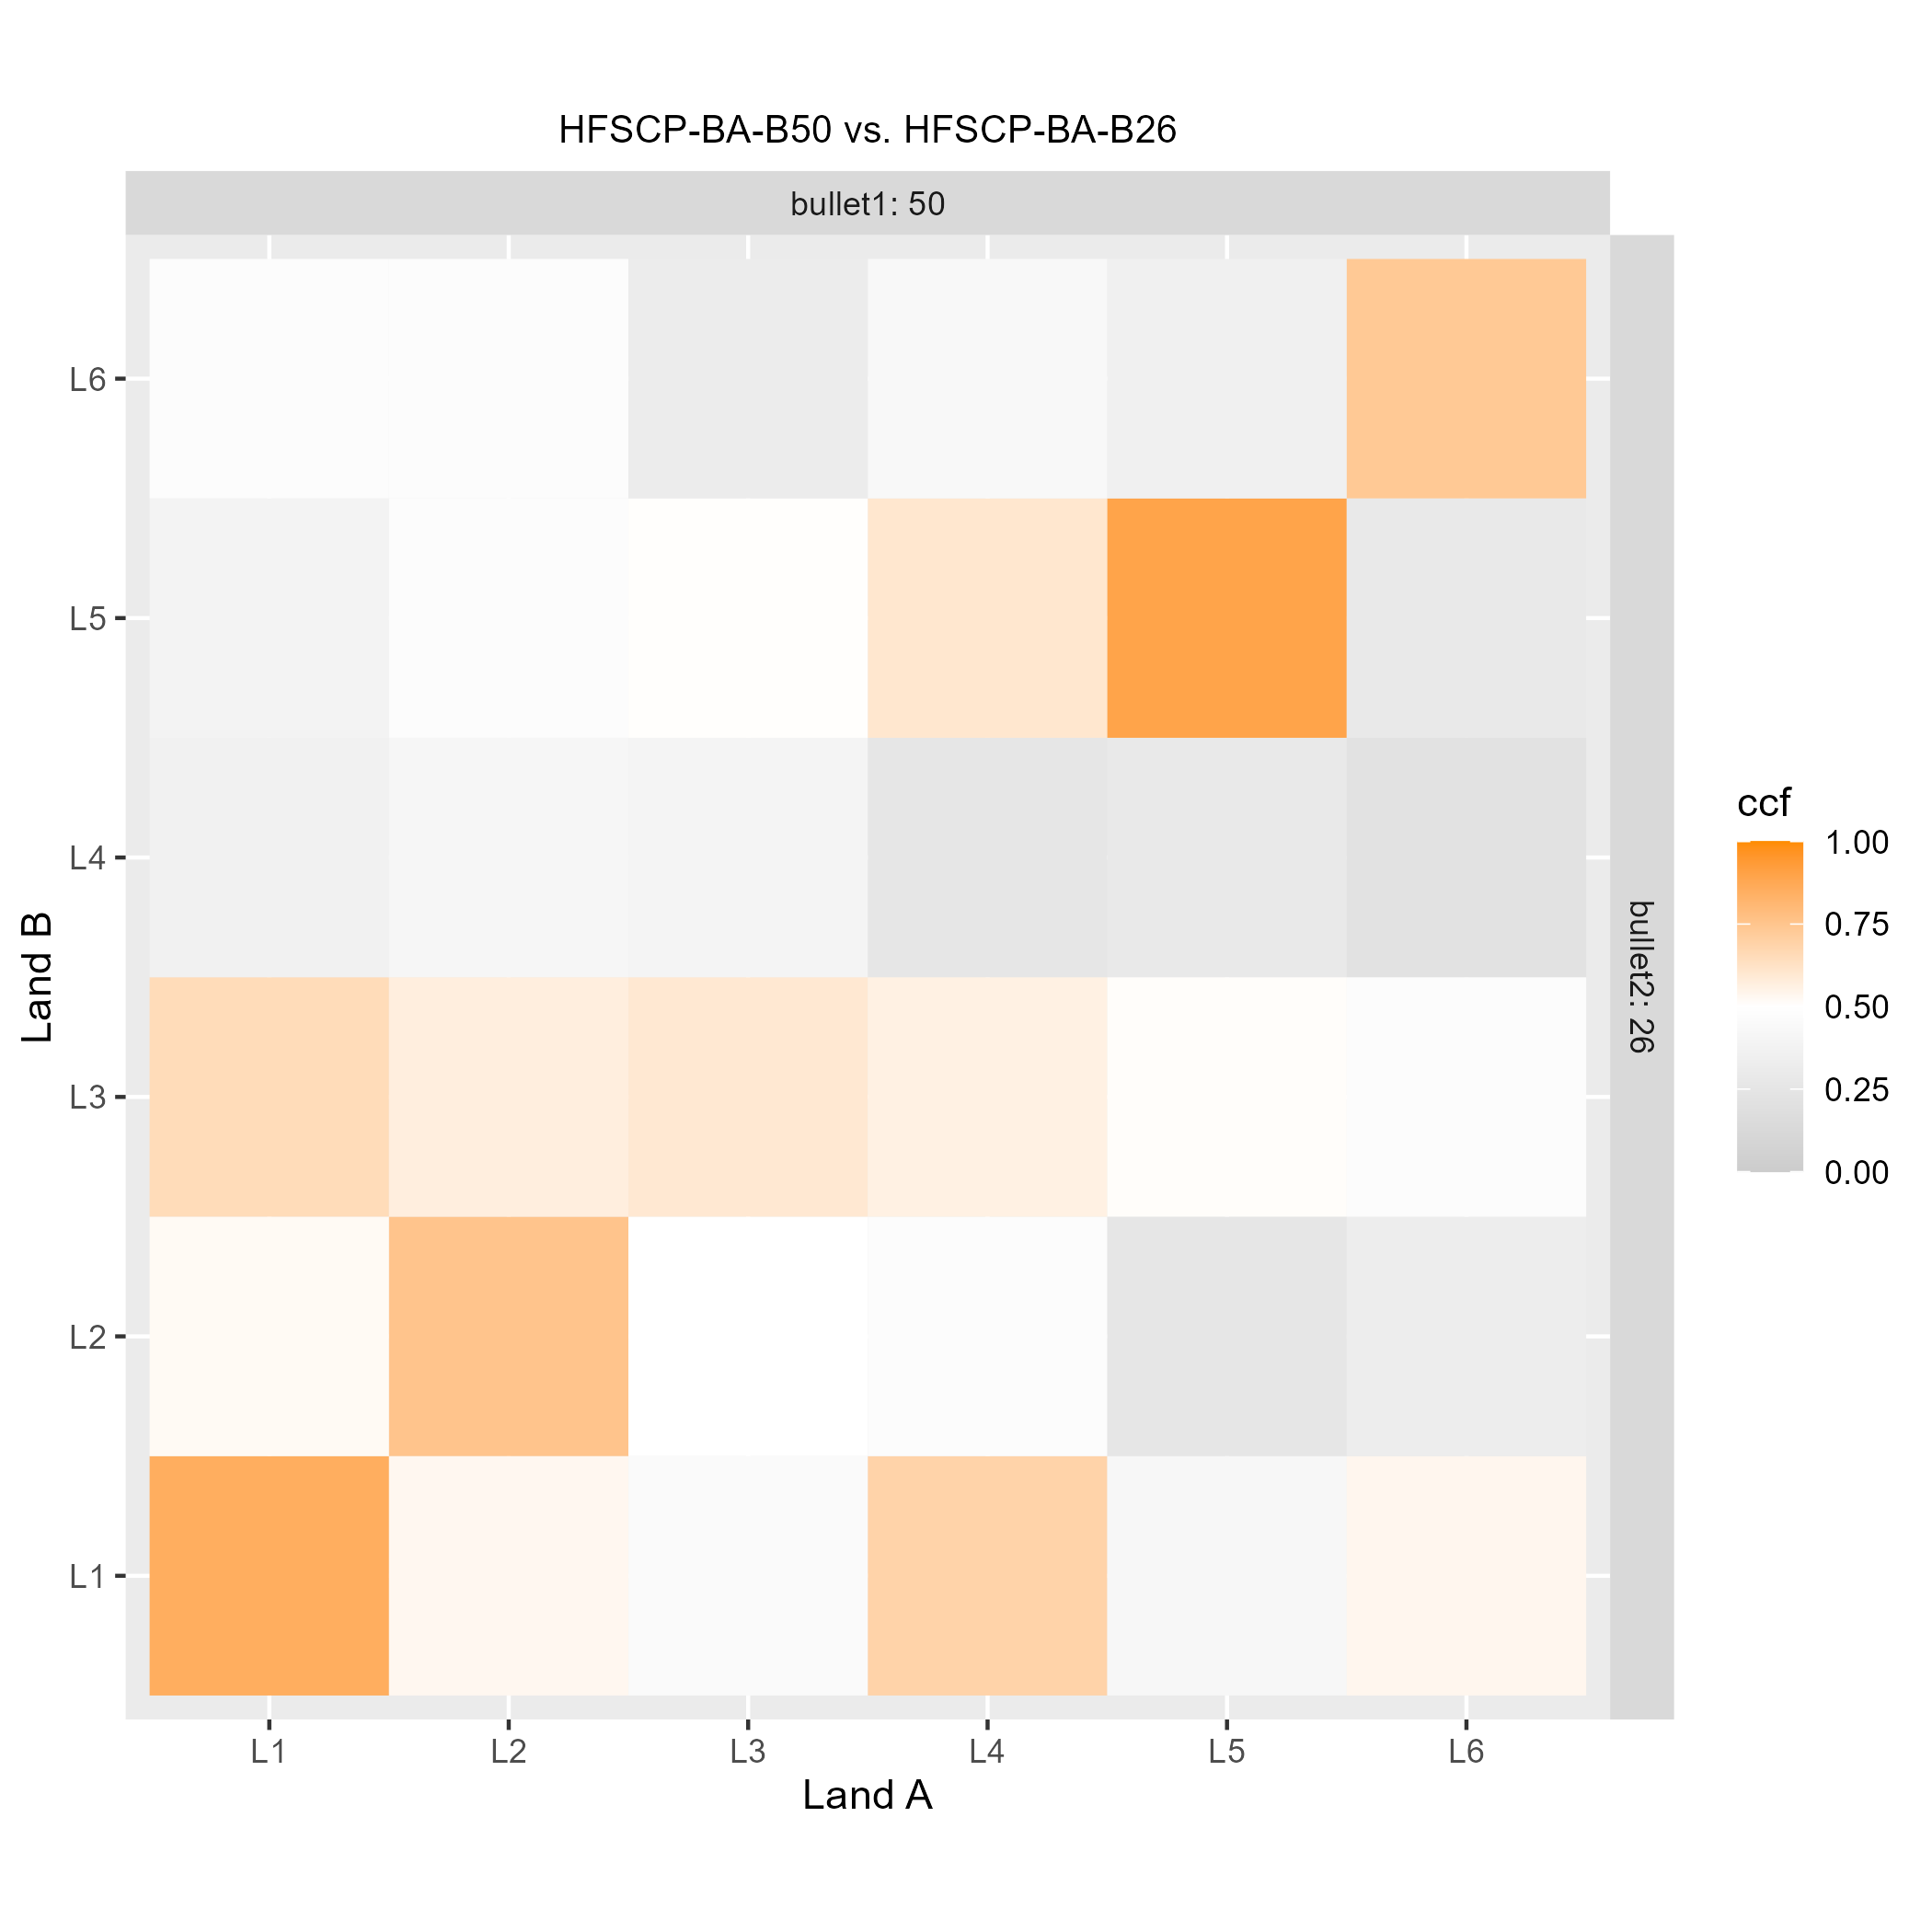 HFSCP-BA-B50 vs. HFSCP-BA-B26
bullet1: 50
L6
L5
L4
L3
L2
L1
Land B
bullet2: 26
L1 L2 L3 L4 L5 L6
Land A
ccf
1.00
0.75
0.50
0.25
0.00